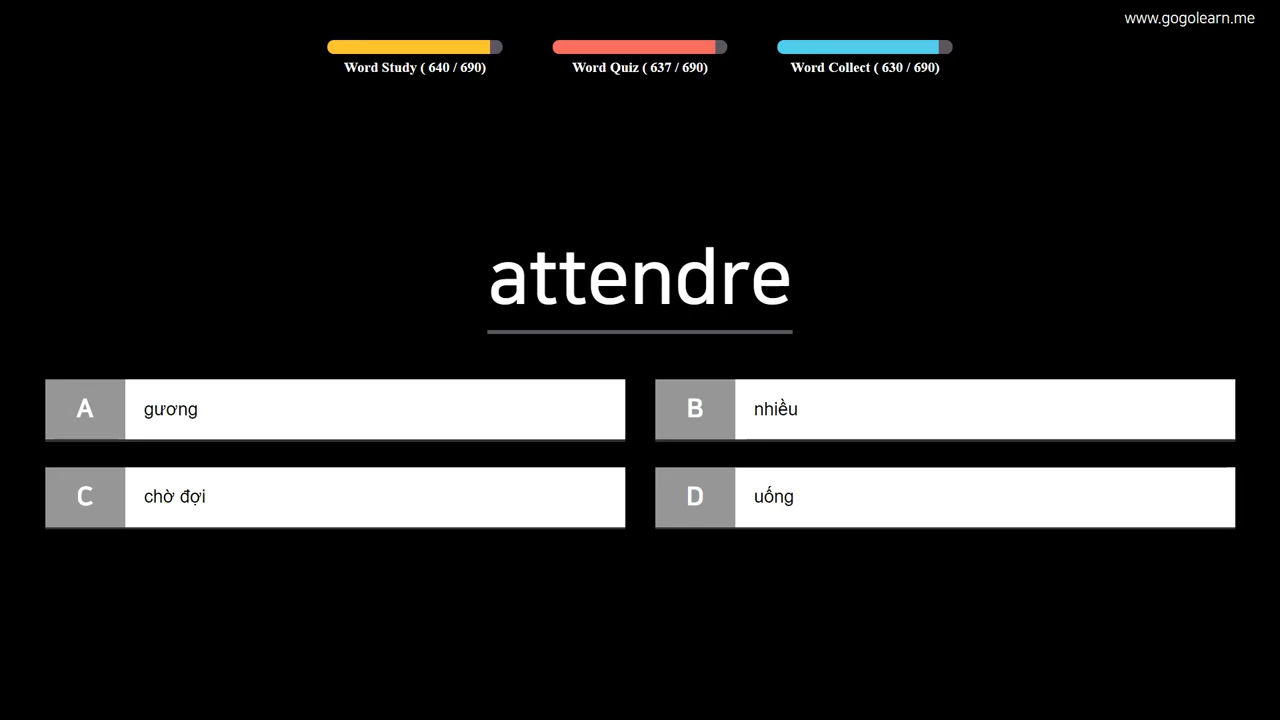 www.gogolearn.me
Word Study ( 640 / 690)
Word Quiz ( 637 / 690)
Word Collect ( 630 / 690)
attendre
A gương
B nhiều
C chờ đợi
D uống